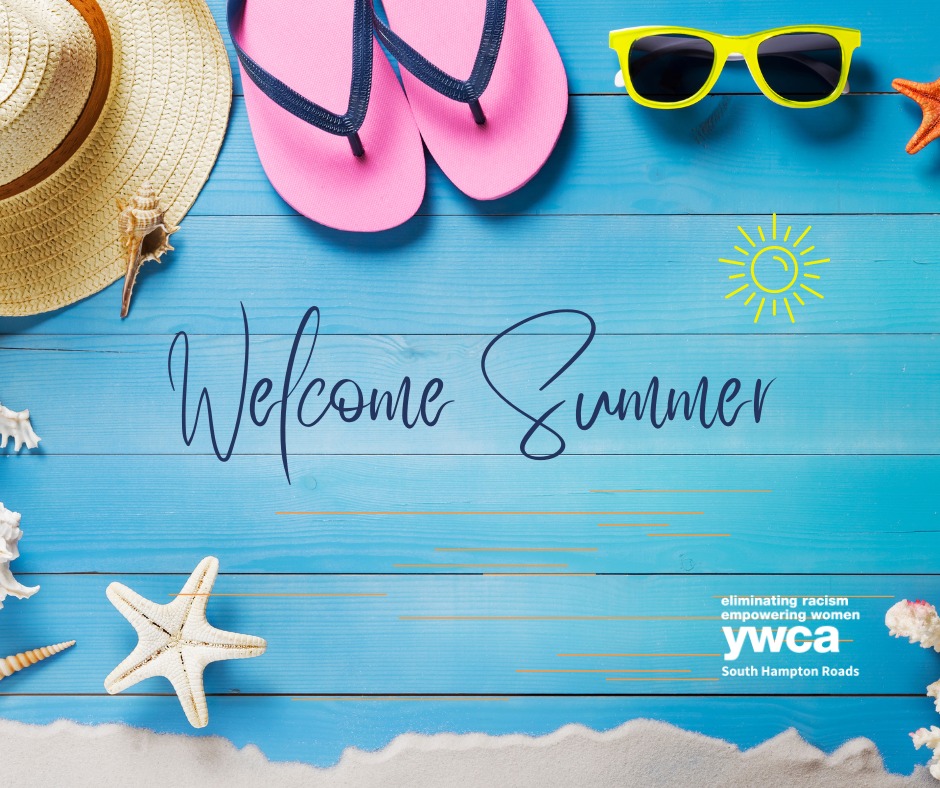 Welcome Summer
eliminating racism
empowering women
ywca
South Hampton Roads